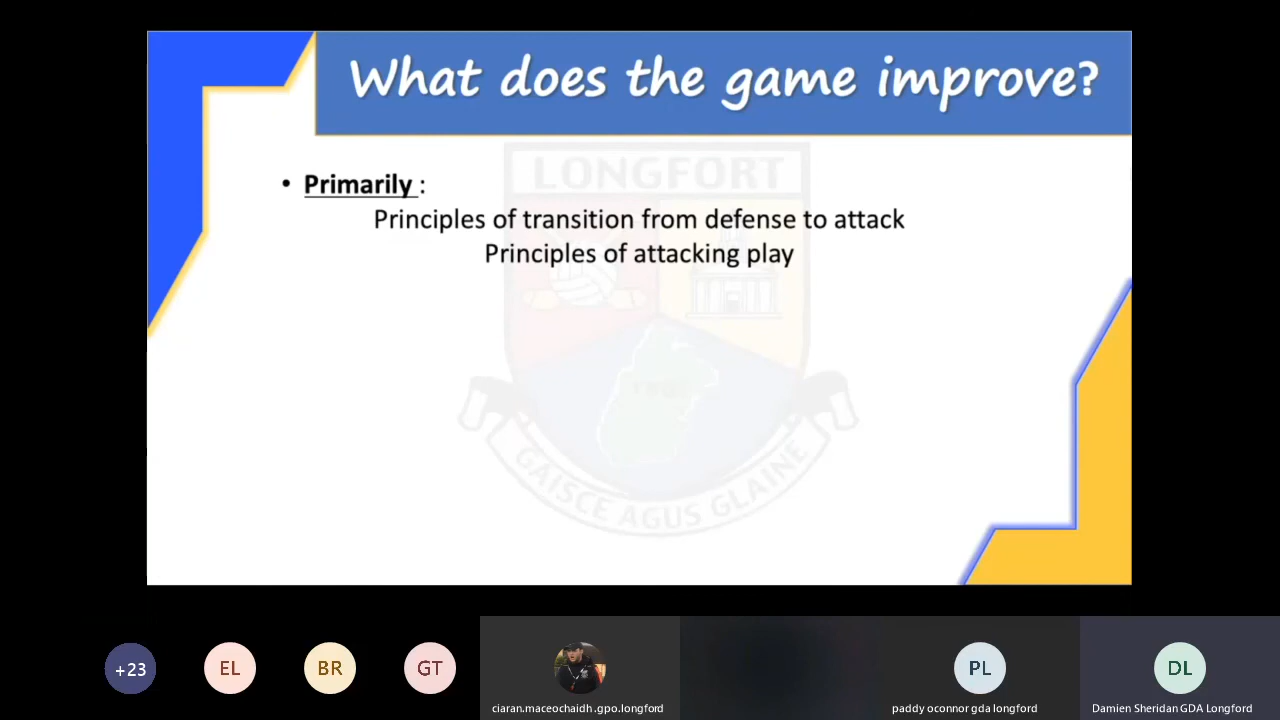 What does the game improve?
• Primarily :
Principles of transition from defense to attack
Principles of attacking play
LONGFORT
GAISCE AGUS GLAINE
+23
EL
BR
GT
PL
DL
ciaran.maceochaidh .gpo.longford
paddy oconnor gda longford
Damien Sheridan GDA Longford